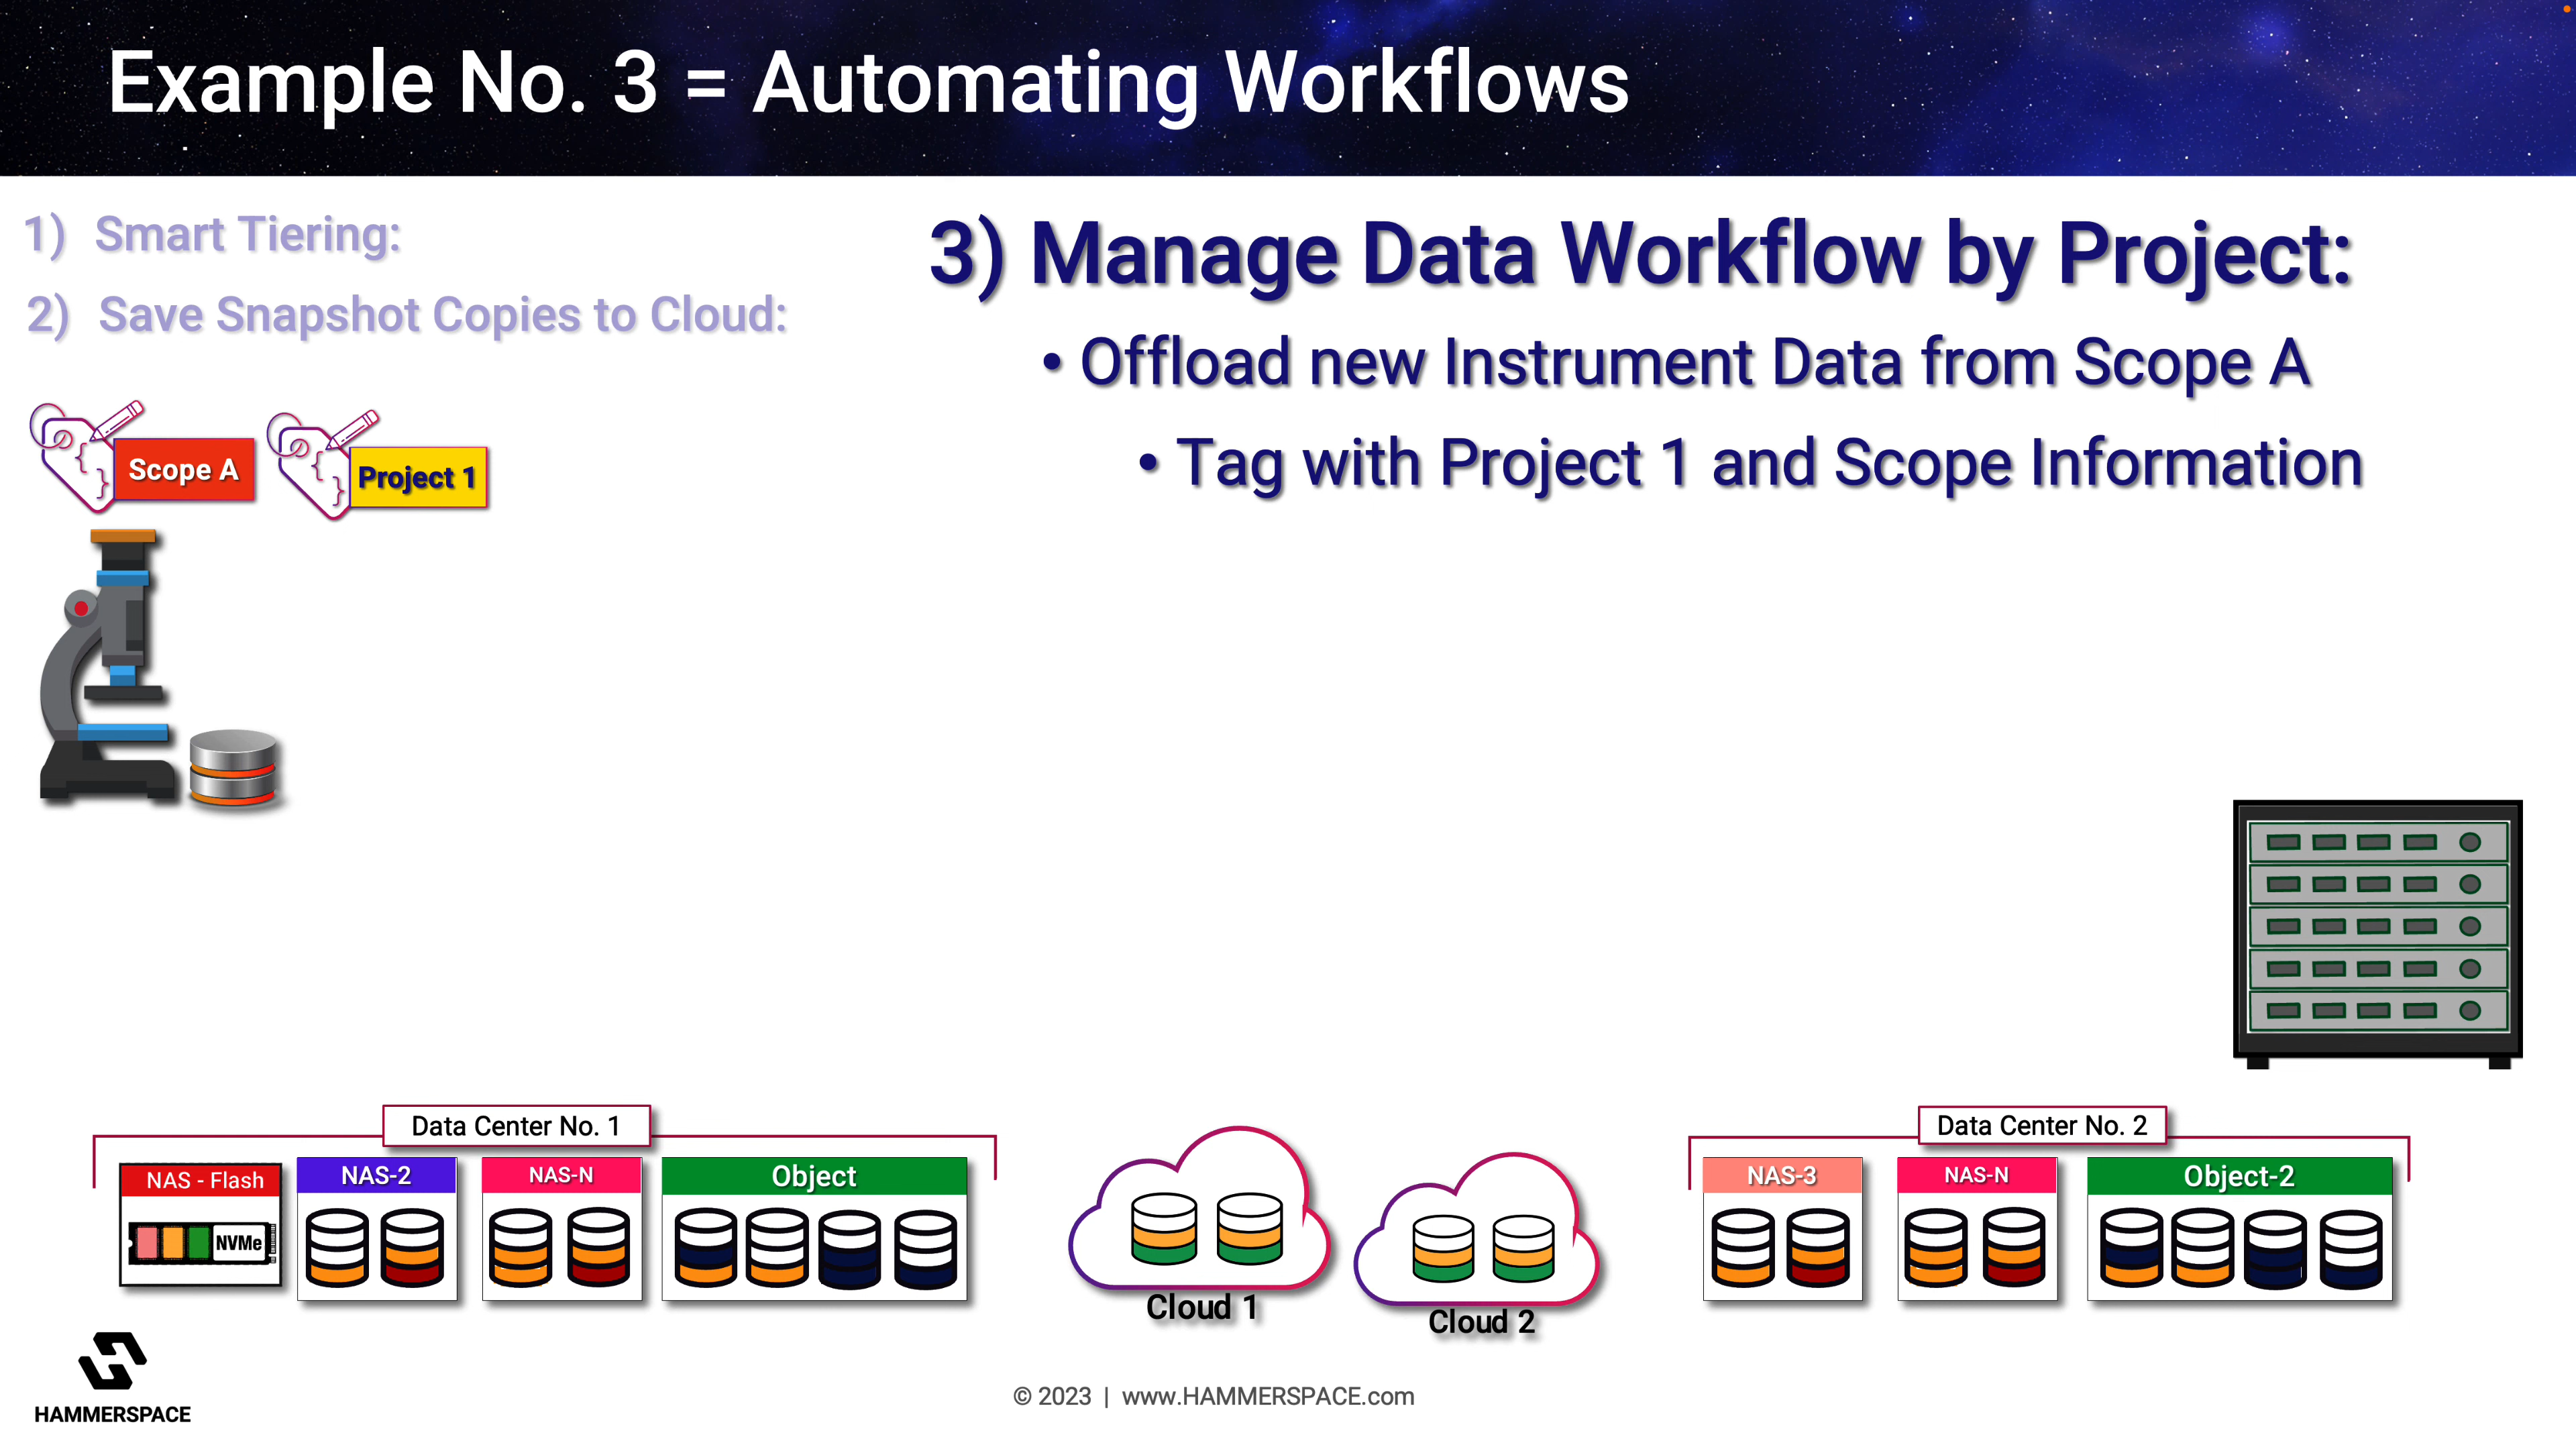 Example No. 3 = Automating Workflows
1) Smart Tiering:
2) Save Snapshot Copies to Cloud:
3) Manage Data Workflow by Project:
• Offload new Instrument Data from Scope A
• Tag with Project 1 and Scope Information
Scope A
Project 1
Data Center No. 1
NAS - Flash
NVMe
NAS-2
NAS-N
Object
Cloud 1
Cloud 2
Data Center No. 2
NAS-3
NAS-N
Object-2
HAMMERSPACE
© 2023 | www.HAMMERSPACE.com